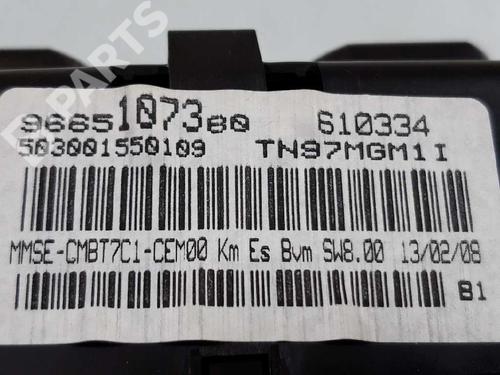 B-PARTS
9665107380 610334
503001550109 TN97MGM1I
MMSE-CMBT7C1-CEM00 Km Es Bvm SW8.00 13/02/08
B1